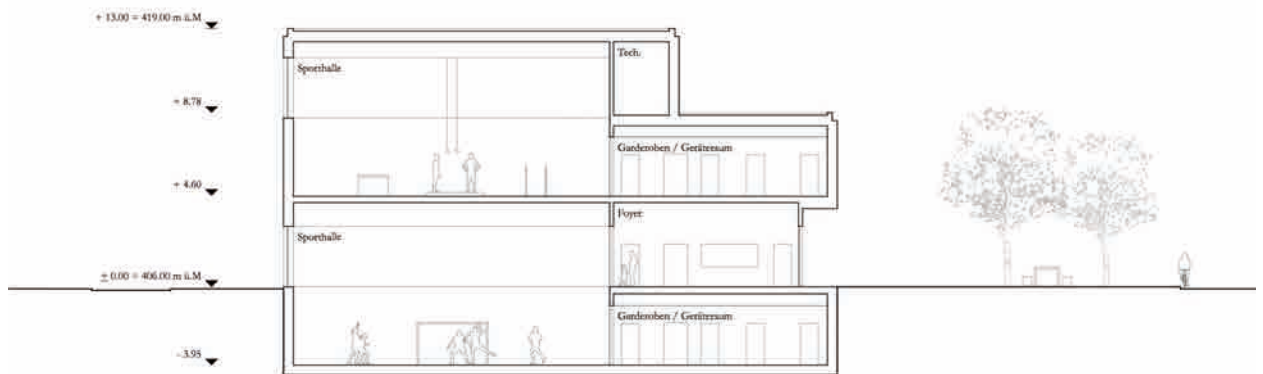 + 13.00 = 419.00 m ü.M
Tech.
Sporthalle
+ 8.78
Garderoben / Geräteraum
+ 4.60
Foyer
Sporthalle
± 0.00 = 406.00 m ü.M
Garderoben / Geräteraum
- 3.95